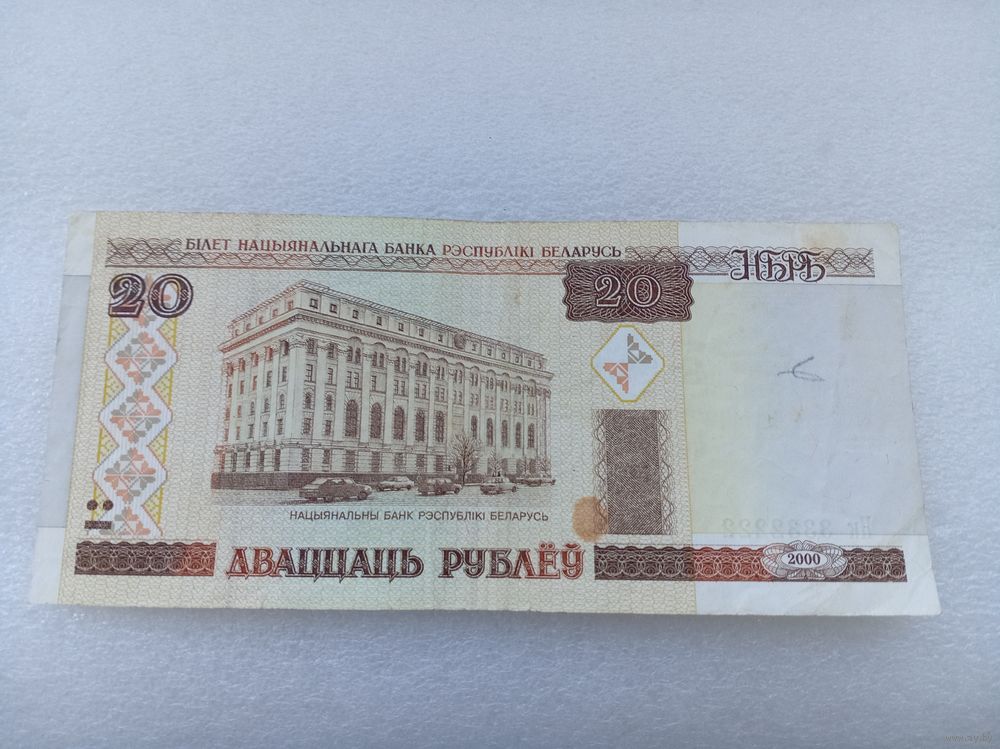 БІЛЕТ НАЦЫЯНАЛЬНАГА БАНКА РЭСПУБЛІКІ БЕЛАРУСЬ
НБРБ
20
20
НАЦЫЯНАЛЬНЫ БАНК РЭСПУБЛІКІ БЕЛАРУСЬ
ДВАЦЦАЦЬ РУБЛЁЎ
2000